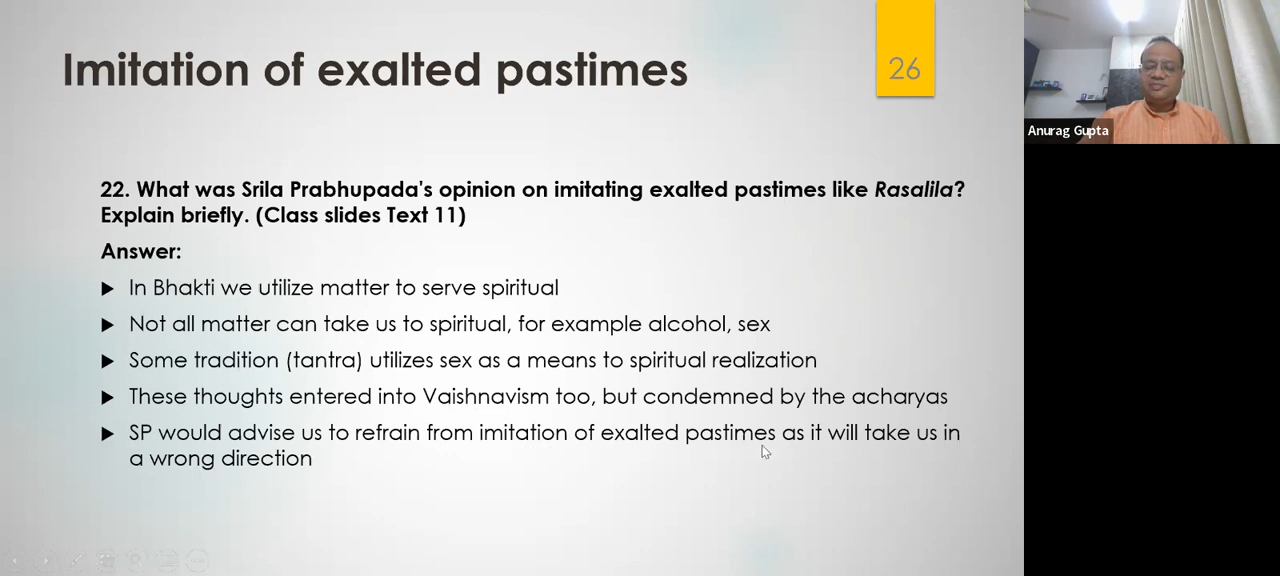 Imitation of exalted pastimes
26
Anurag Gupta
22. What was Srila Prabhupada's opinion on imitating exalted pastimes like Rasalila?
Explain briefly. (Class slides Text 11)
Answer:
In Bhakti we utilize matter to serve spiritual
Not all matter can take us to spiritual, for example alcohol, sex
Some tradition (tantra) utilizes sex as a means to spiritual realization
These thoughts entered into Vaishnavism too, but condemned by the acharyas
SP would advise us to refrain from imitation of exalted pastimes as it will take us in
a wrong direction